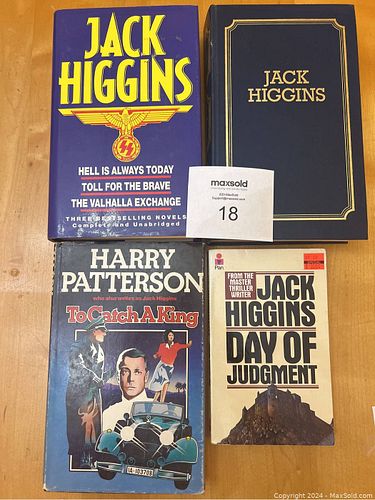 JACK
HIGGINS
HELL IS ALWAYS TODAY
TOLL FOR THE BRAVE
THE VALHALLA EXCHANGE
THREE BESTSELLING NOVELS
Complete and Unabridged
JACK
HIGGINS
maxsold
18
HARRY
PATTERSON
who also writes as Jack Higgins
To Catch A King
Pan
FROM THE
MASTER
THRILLER
WRITER
JACK
HIGGINS
DAY OF
JUDGMENT
Copyright © 2024 - MaxSold.com